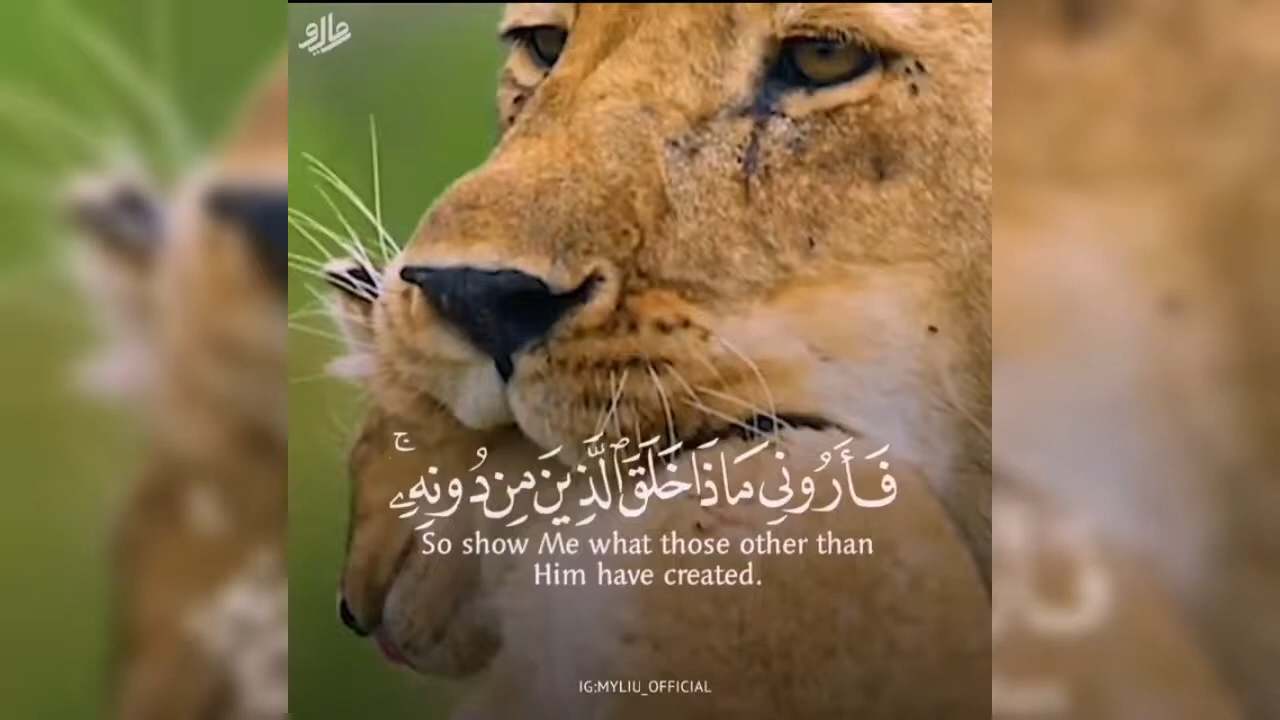 فَأَرُونِي مَاذَا خَلَقَ ٱلَّذِينَ مِن دُونِهِۦ ۚ
So show Me what those other than
Him have created.
IG:MYLIU_OFFICIAL